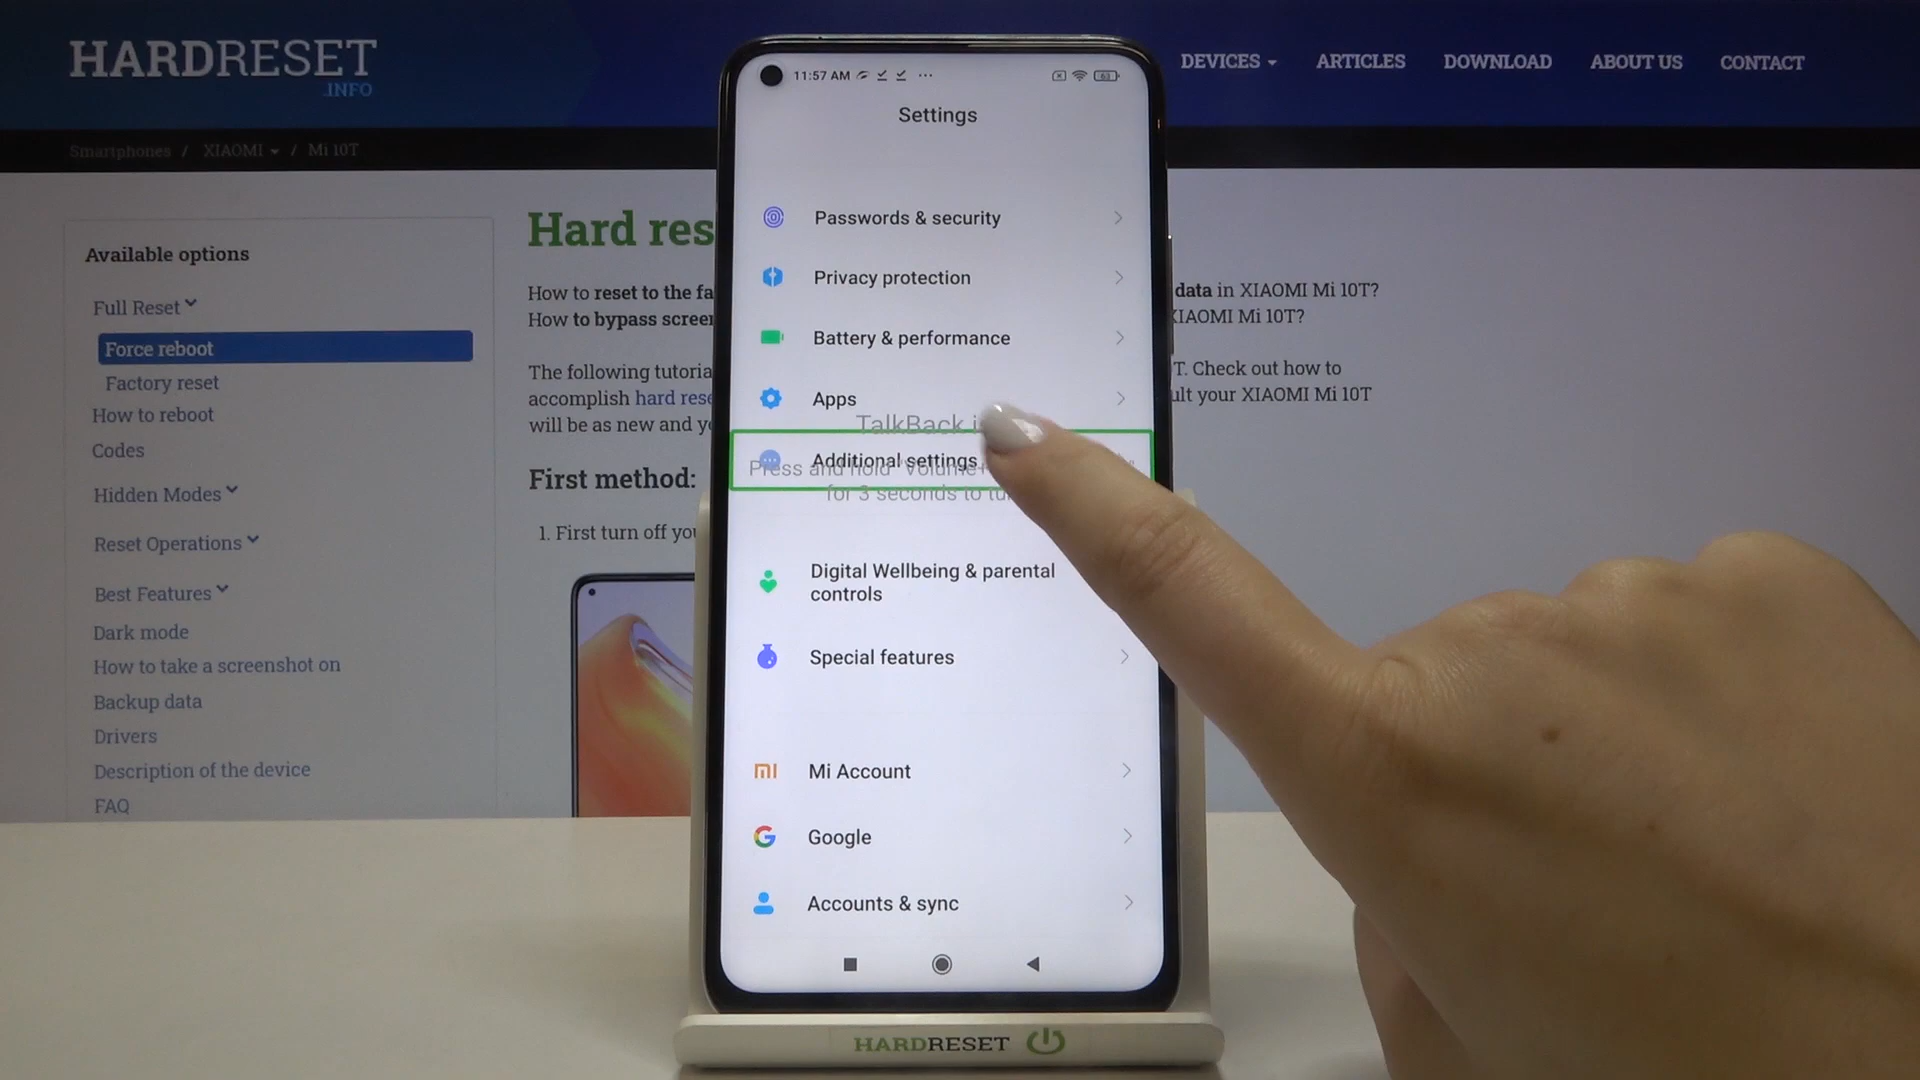 HARDRESET
.INFO
DEVICES
ARTICLES
DOWNLOAD
ABOUT US
CONTACT
Smartphones / XIAOMI / Mi 10T
Available options
Full Reset
Force reboot
Factory reset
How to reboot
Codes
Hidden Modes
Reset Operations
Best Features
Dark mode
How to take a screenshot on
Backup data
Drivers
Description of the device
FAQ
Hard res
How to reset to the fa
data in XIAOMI Mi 10T?
How to bypass screen
XIAOMI Mi 10T?
The following tutoria
T. Check out how to
accomplish hard rese
ult your XIAOMI Mi 10T
will be as new and yo
First method:
1. First turn off you
11:57 AM
63
Settings
Passwords & security
Privacy protection
Battery & performance
Apps
TalkBack i
Additional settings
Press and hold "Volume+
for 3 seconds to tu
Digital Wellbeing & parental
controls
Special features
Mi Account
Google
Accounts & sync
HARDRESET